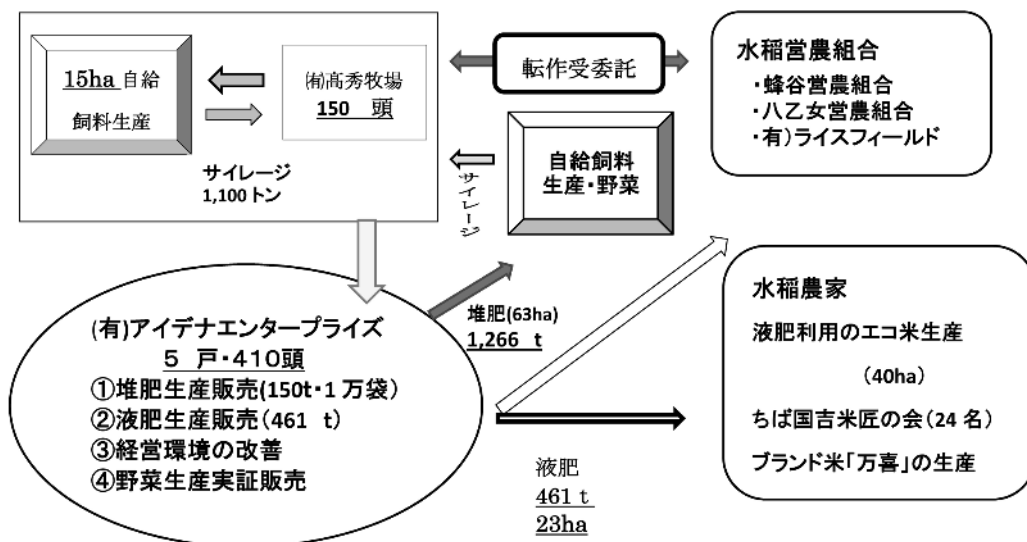 15ha 自給
飼料生産
㈲髙秀牧場
150 頭
サイレージ
1,100トン
転作受委託
水稲営農組合
・蜂谷営農組合
・八乙女営農組合
・有）ライスフィールド
自給飼料
生産・野菜
サイレージ
(有)アイデナエンタープライズ
5 戸・410頭
①堆肥生産販売(150t・1万袋）
②液肥生産販売（461 t）
③経営環境の改善
④野菜生産実証販売
堆肥(63ha)
1,266 t
液肥
461 t
23ha
水稲農家
液肥利用のエコ米生産
（40ha）
ちば国吉米匠の会（24 名）
ブランド米「万喜」の生産